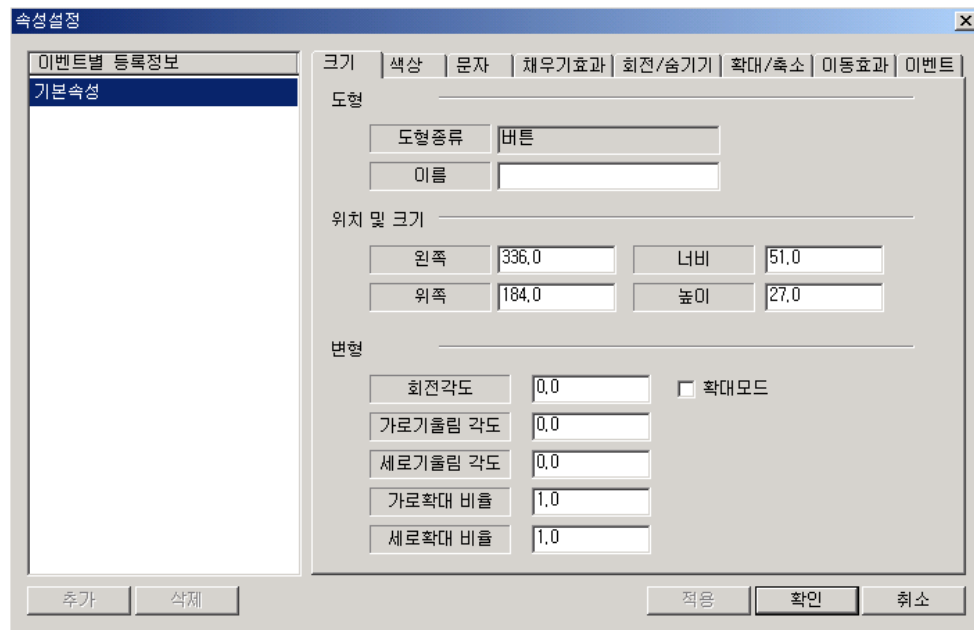 속성설정
이벤트별 등록정보
기본속성
크기 색상 문자 채우기효과 회전/숨기기 확대/축소 이동효과 이벤트
도형
도형종류 버튼
이름
위치 및 크기
왼쪽 336.0 너비 51.0
위쪽 184.0 높이 27.0
변형
회전각도 0.0 확대모드
가로기울림 각도 0.0
세로기울림 각도 0.0
가로확대 비율 1.0
세로확대 비율 1.0
추가 삭제 적용 확인 취소